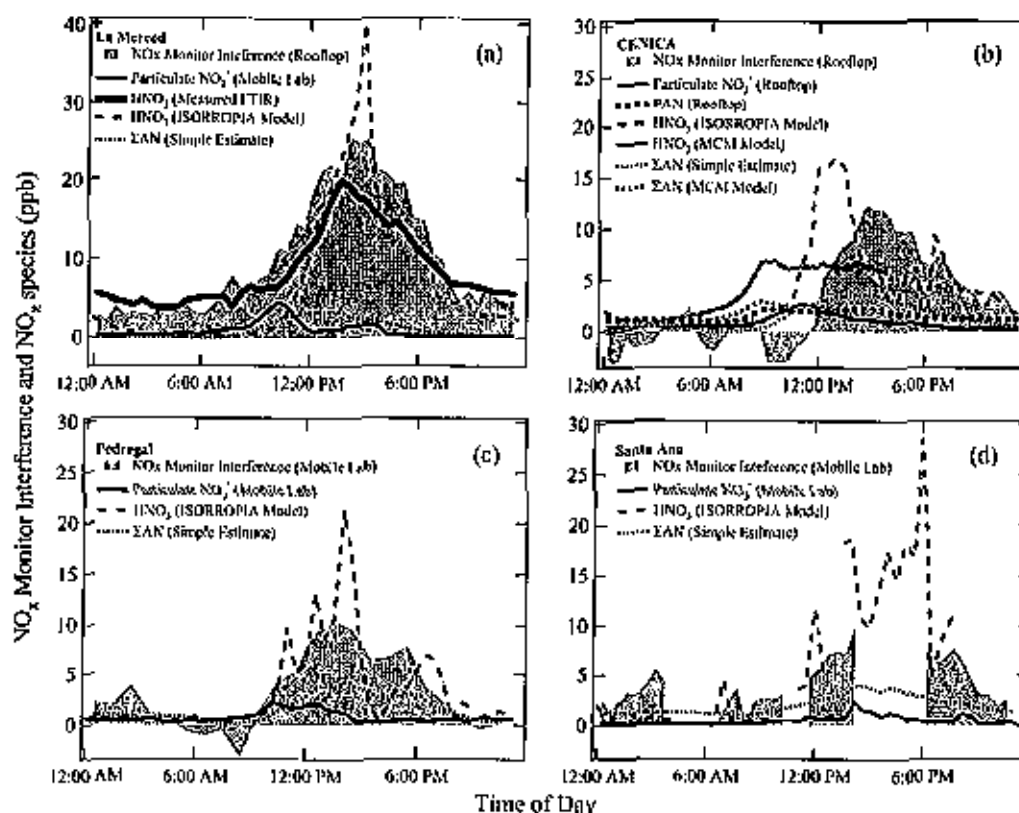 NOx Monitor Interference and NOz species (ppb)
40
30
20
10
0
La Merced
NOx Monitor Interference (Rooftop)
Particulate NO3- (Mobile Lab)
HNO3 (Measured FTIR)
HNO3 (ISORROPIA Model)
ΣAN (Simple Estimate)
(a)
12:00 AM 6:00 AM 12:00 PM 6:00 PM
30
25
20
15
10
5
0
CENICA
NOx Monitor Interference (Rooftop)
Particulate NO3- (Rooftop)
PAN (Rooftop)
HNO3 (ISOSROPIA Model)
HNO3 (MCM Model)
ΣAN (Simple Estimate)
ΣAN (MCM Model)
(b)
12:00 AM 6:00 AM 12:00 PM 6:00 PM
30
25
20
15
10
5
0
Pedregal
NOx Monitor Interference (Mobile Lab)
Particulate NO3- (Mobile Lab)
HNO3 (ISORROPIA Model)
ΣAN (Simple Estimate)
(c)
12:00 AM 6:00 AM 12:00 PM 6:00 PM
30
25
20
15
10
5
0
Santa Ana
NOx Monitor Inteference (Mobile Lab)
Particulate NO3- (Mobile Lab)
HNO3 (ISORROPIA Model)
ΣAN (Simple Estimate)
(d)
12:00 AM 6:00 AM 12:00 PM 6:00 PM
Time of Day